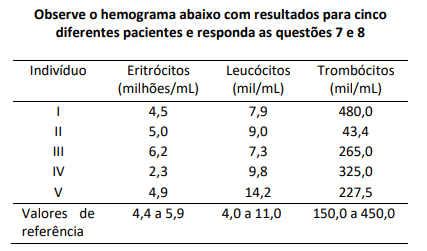 Observe o hemograma abaixo com resultados para cinco
diferentes pacientes e responda as questões 7 e 8
Indivíduo Eritrócitos Leucócitos Trombócitos
(milhões/mL) (mil/mL) (mil/mL)
I 4,5 7,9 480,0
II 5,0 9,0 43,4
III 6,2 7,3 265,0
IV 2,3 9,8 325,0
V 4,9 14,2 227,5
Valores de 4,4 a 5,9 4,0 a 11,0 150,0 a 450,0
referência